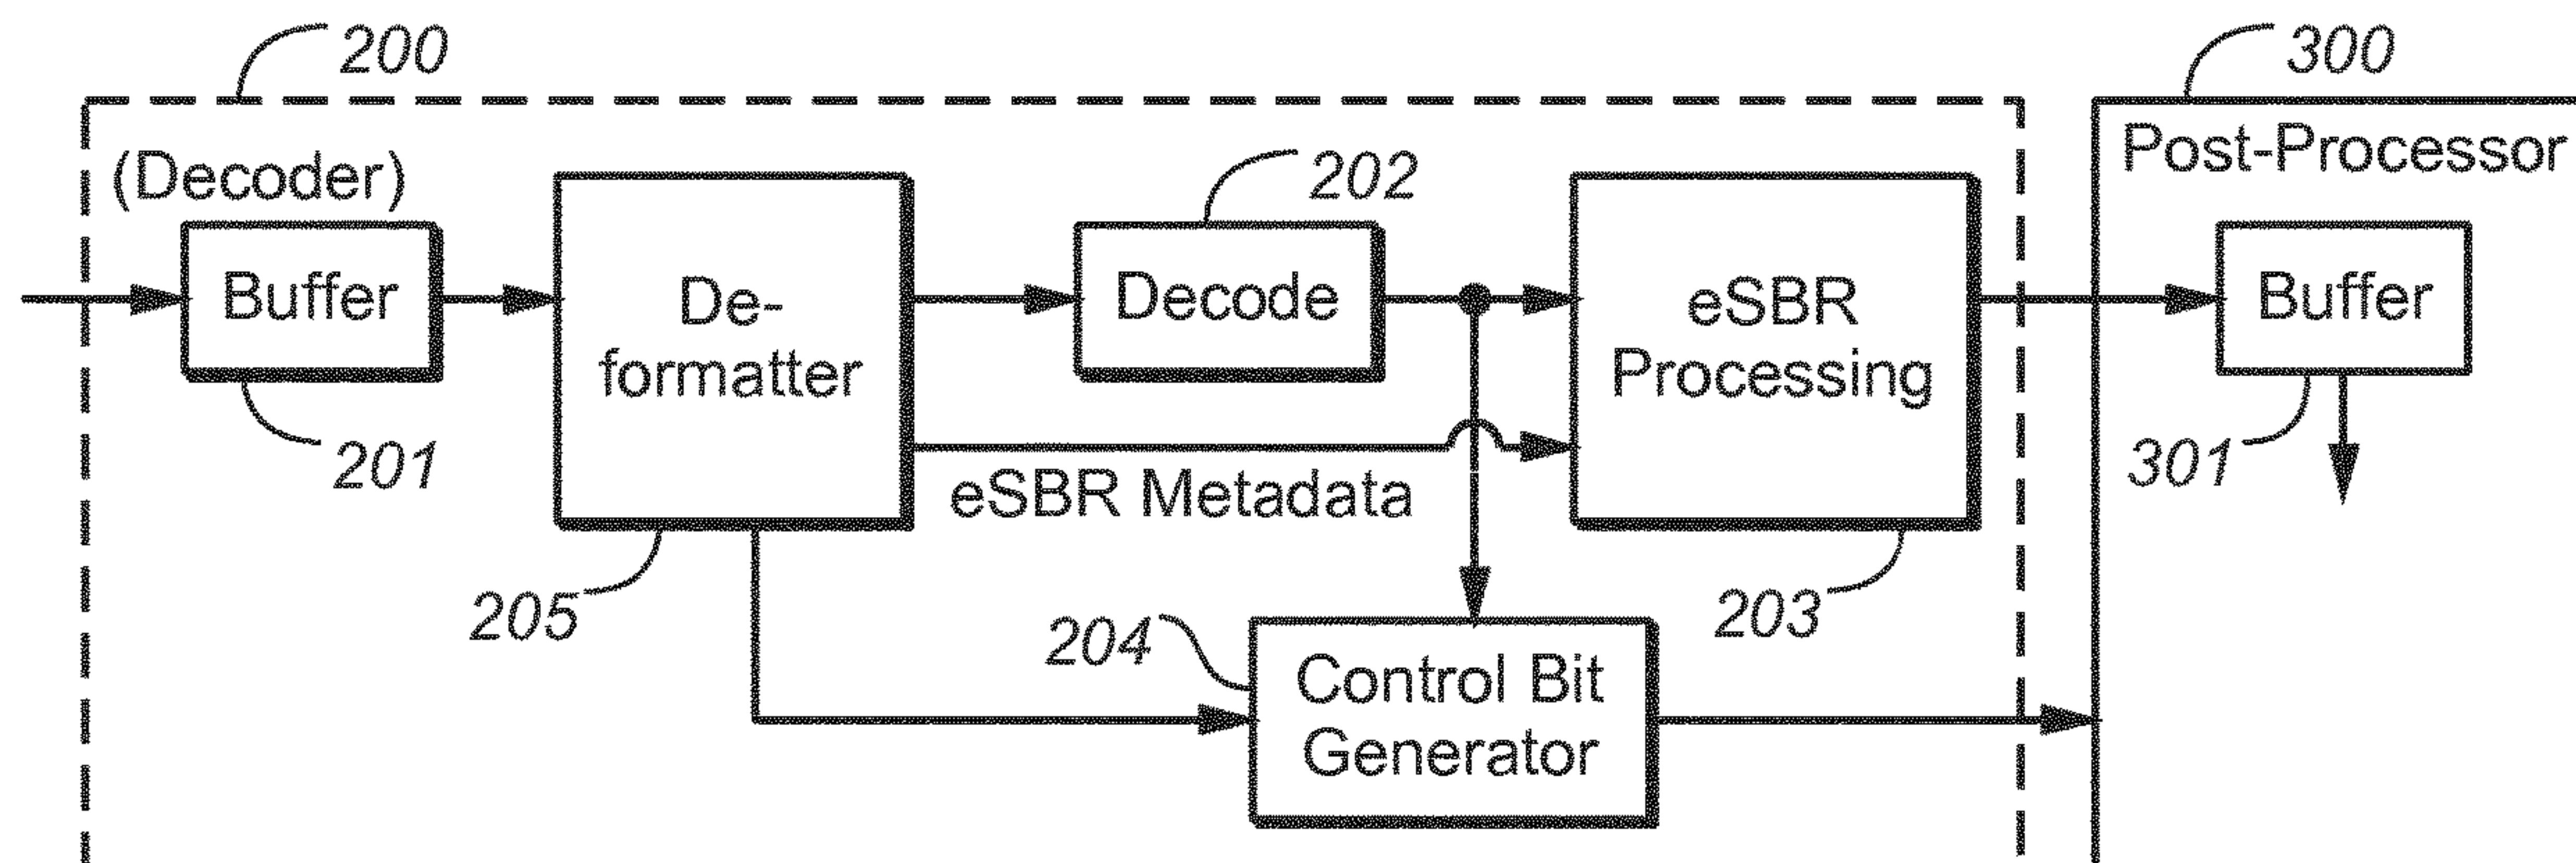 200
300
(Decoder)
Post-Processor
202
Buffer
De-
formatter
Decode
eSBR
Processing
Buffer
201
eSBR Metadata
301
205
204
203
Control Bit
Generator